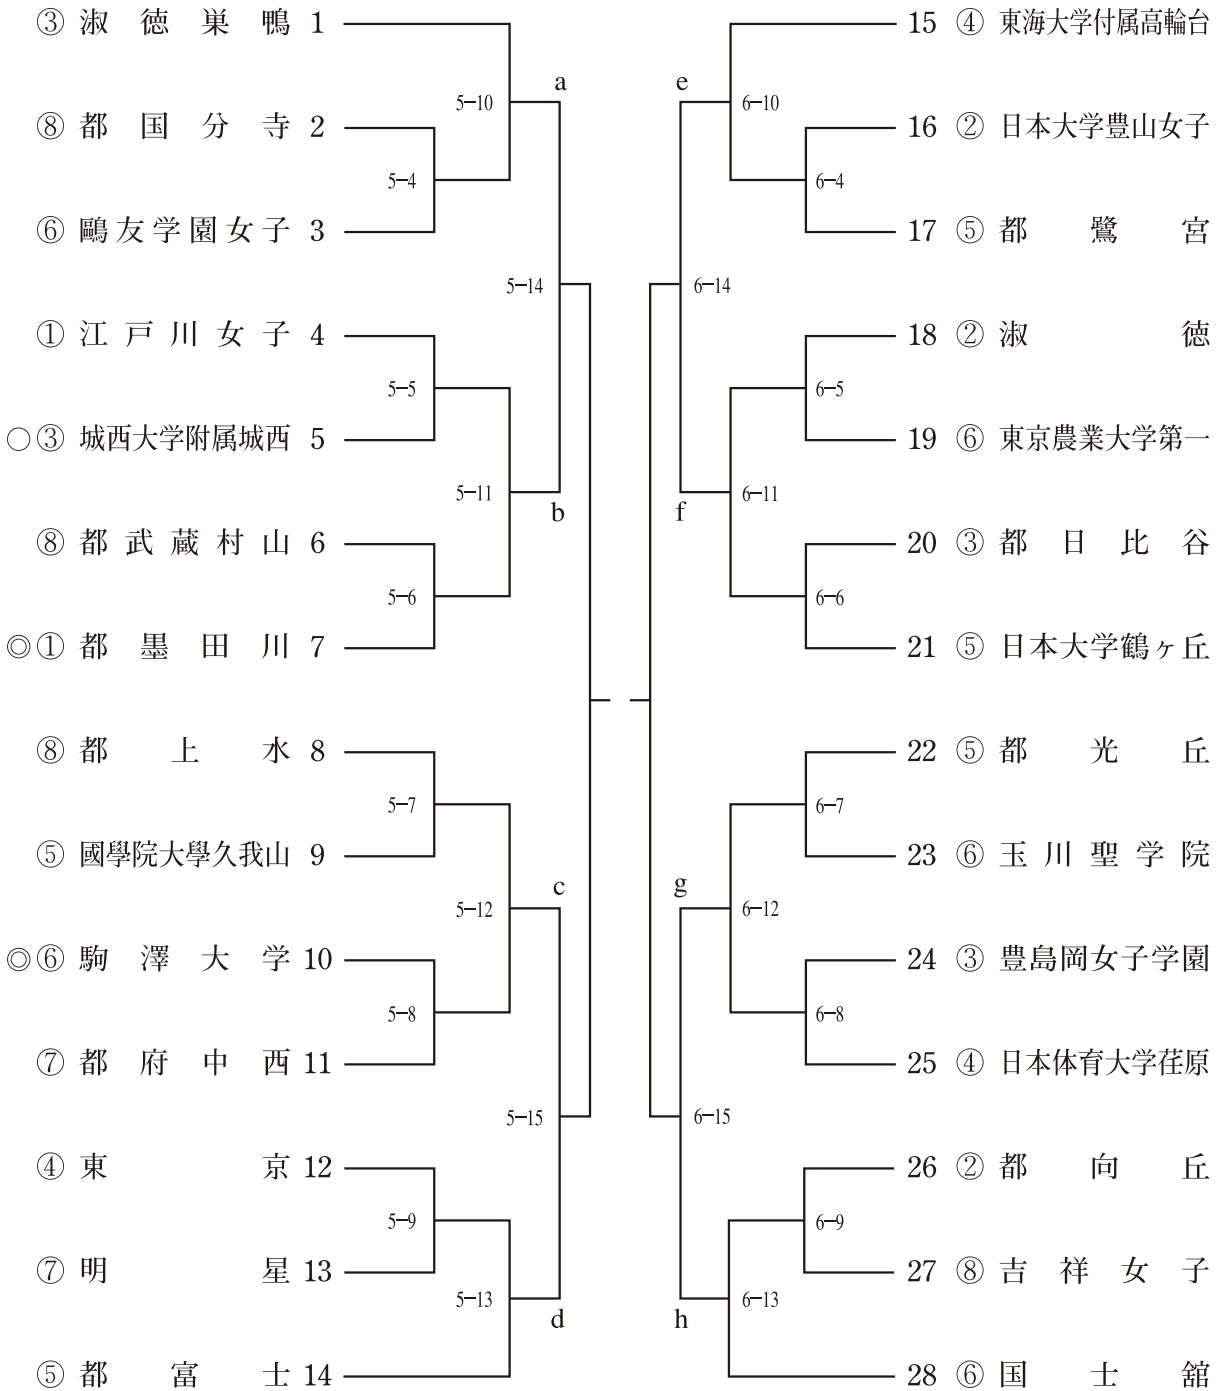 ③ 淑徳巣鴨 1
⑧ 都国分寺 2
⑥ 鷗友学園女子 3
① 江戸川女子 4
○③ 城西大学附属城西 5
⑧ 都武蔵村山 6
◎① 都墨田川 7
⑧ 都上水 8
⑤ 國學院大學久我山 9
◎⑥ 駒澤大学 10
⑦ 都府中西 11
④ 東京 12
⑦ 明星 13
⑤ 都富士 14
5−10
5−4
5−5
5−6
5−11
5−14
5−7
5−8
5−12
5−9
5−13
5−15
a
b
c
d
e
f
g
h
6−10
6−4
6−14
6−5
6−11
6−6
6−7
6−12
6−8
6−15
6−9
6−13
15 ④ 東海大学付属高輪台
16 ② 日本大学豊山女子
17 ⑤ 都鷺宮
18 ② 淑徳
19 ⑥ 東京農業大学第一
20 ③ 都日比谷
21 ⑤ 日本大学鶴ヶ丘
22 ⑤ 都光丘
23 ⑥ 玉川聖学院
24 ③ 豊島岡女子学園
25 ④ 日本体育大学荏原
26 ② 都向丘
27 ⑧ 吉祥女子
28 ⑥ 国士舘